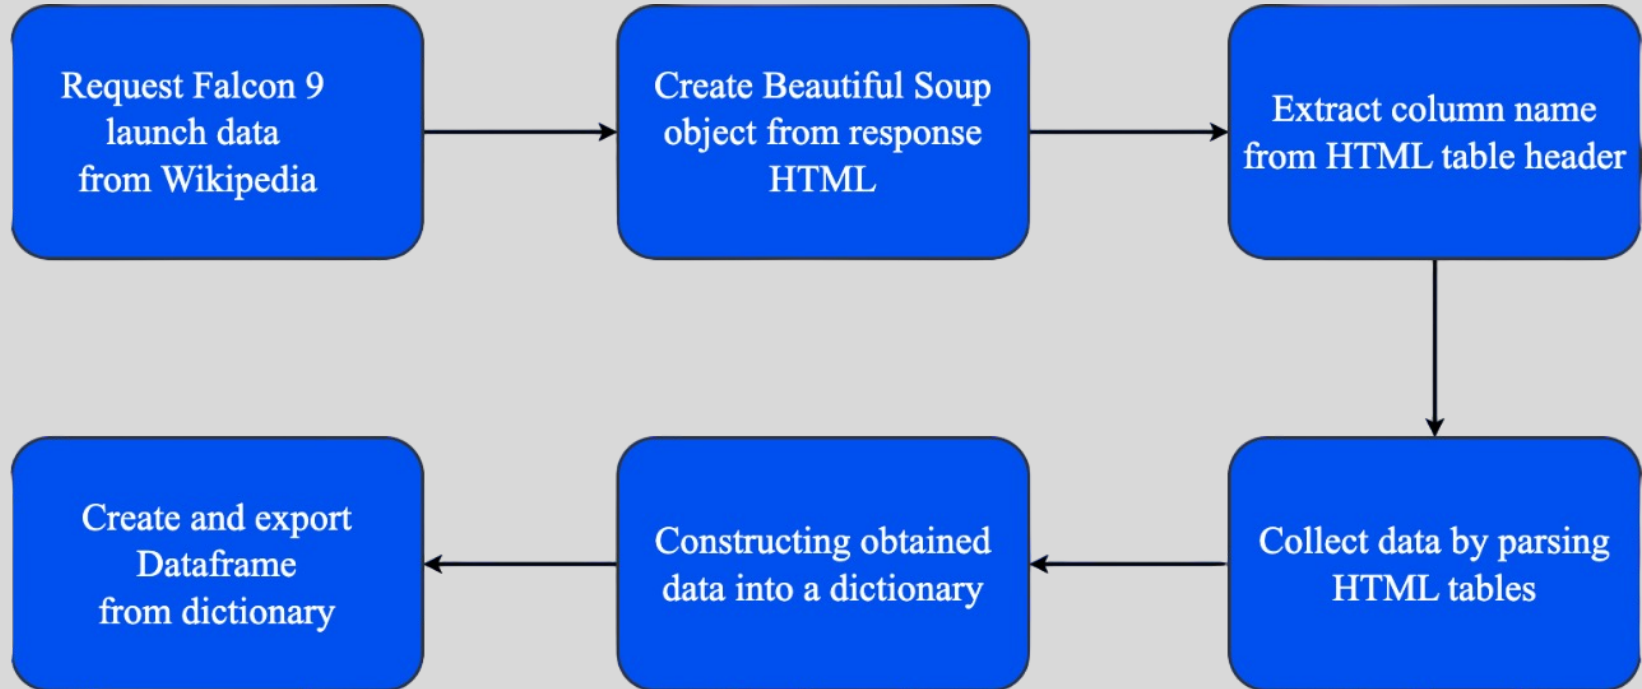 Request Falcon 9
launch data
from Wikipedia
Create Beautiful Soup
object from response
HTML
Extract column name
from HTML table header
Collect data by parsing
HTML tables
Constructing obtained
data into a dictionary
Create and export
Dataframe
from dictionary